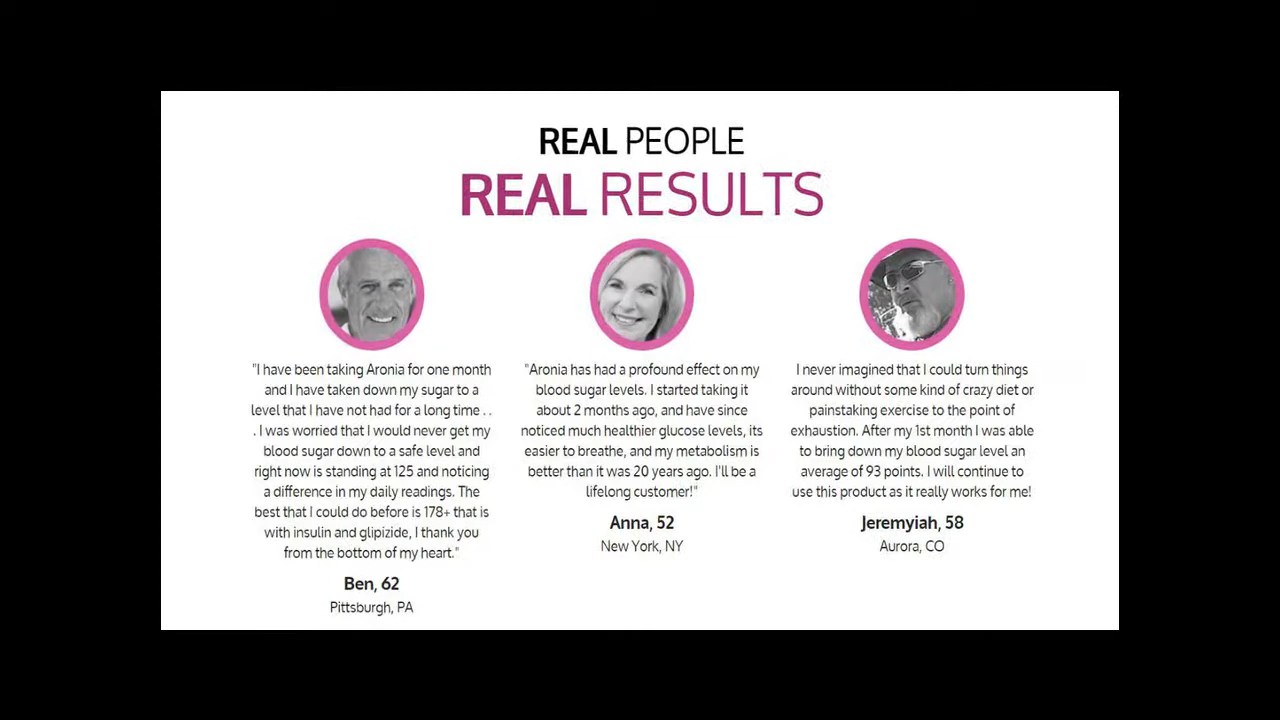 REAL PEOPLE
REAL RESULTS
"I have been taking Aronia for one month
and I have taken down my sugar to a
level that I have not had for a long time . .
. I was worried that I would never get my
blood sugar down to a safe level and
right now is standing at 125 and noticing
a difference in my daily readings. The
best that I could do before is 178+ that is
with insulin and glipizide, I thank you
from the bottom of my heart."
Ben, 62
Pittsburgh, PA
"Aronia has had a profound effect on my
blood sugar levels. I started taking it
about 2 months ago, and have since
noticed much healthier glucose levels, its
easier to breathe, and my metabolism is
better than it was 20 years ago. I'll be a
lifelong customer!"
Anna, 52
New York, NY
I never imagined that I could turn things
around without some kind of crazy diet or
painstaking exercise to the point of
exhaustion. After my 1st month I was able
to bring down my blood sugar level an
average of 93 points. I will continue to
use this product as it really works for me!
Jeremyiah, 58
Aurora, CO